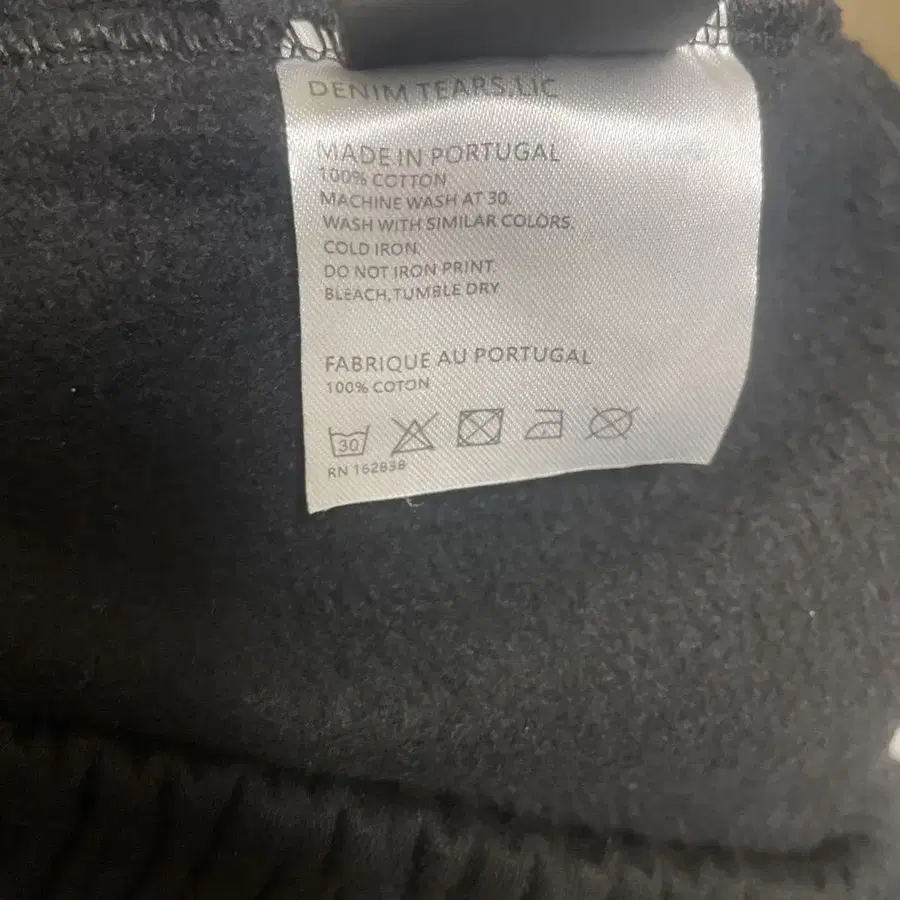 DENIM TEARS,LLC
MADE IN PORTUGAL
100% COTTON
MACHINE WASH AT 30.
WASH WITH SIMILAR COLORS.
COLD IRON.
DO NOT IRON PRINT.
BLEACH,TUMBLE DRY
FABRIQUE AU PORTUGAL
100% COTON
30
RN 162838